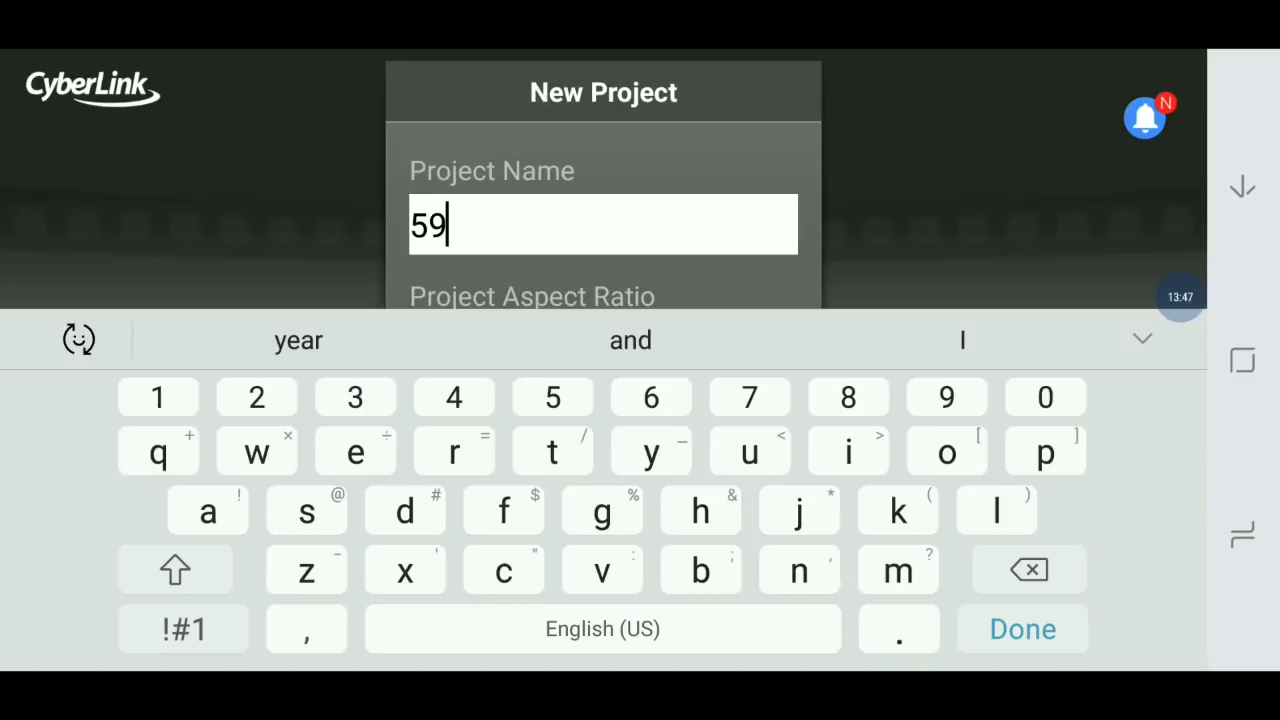 CyberLink
New Project
N
Project Name
59
Project Aspect Ratio
13:47
year and I
1 2 3 4 5 6 7 8 9 0
q + w × e ÷ r = t / y _ u < i > o [ p ]
a ! s @ d # f $ g % h & j * k ( l )
z - x ' c " v : b ; n , m ?
!#1 , English (US) . Done